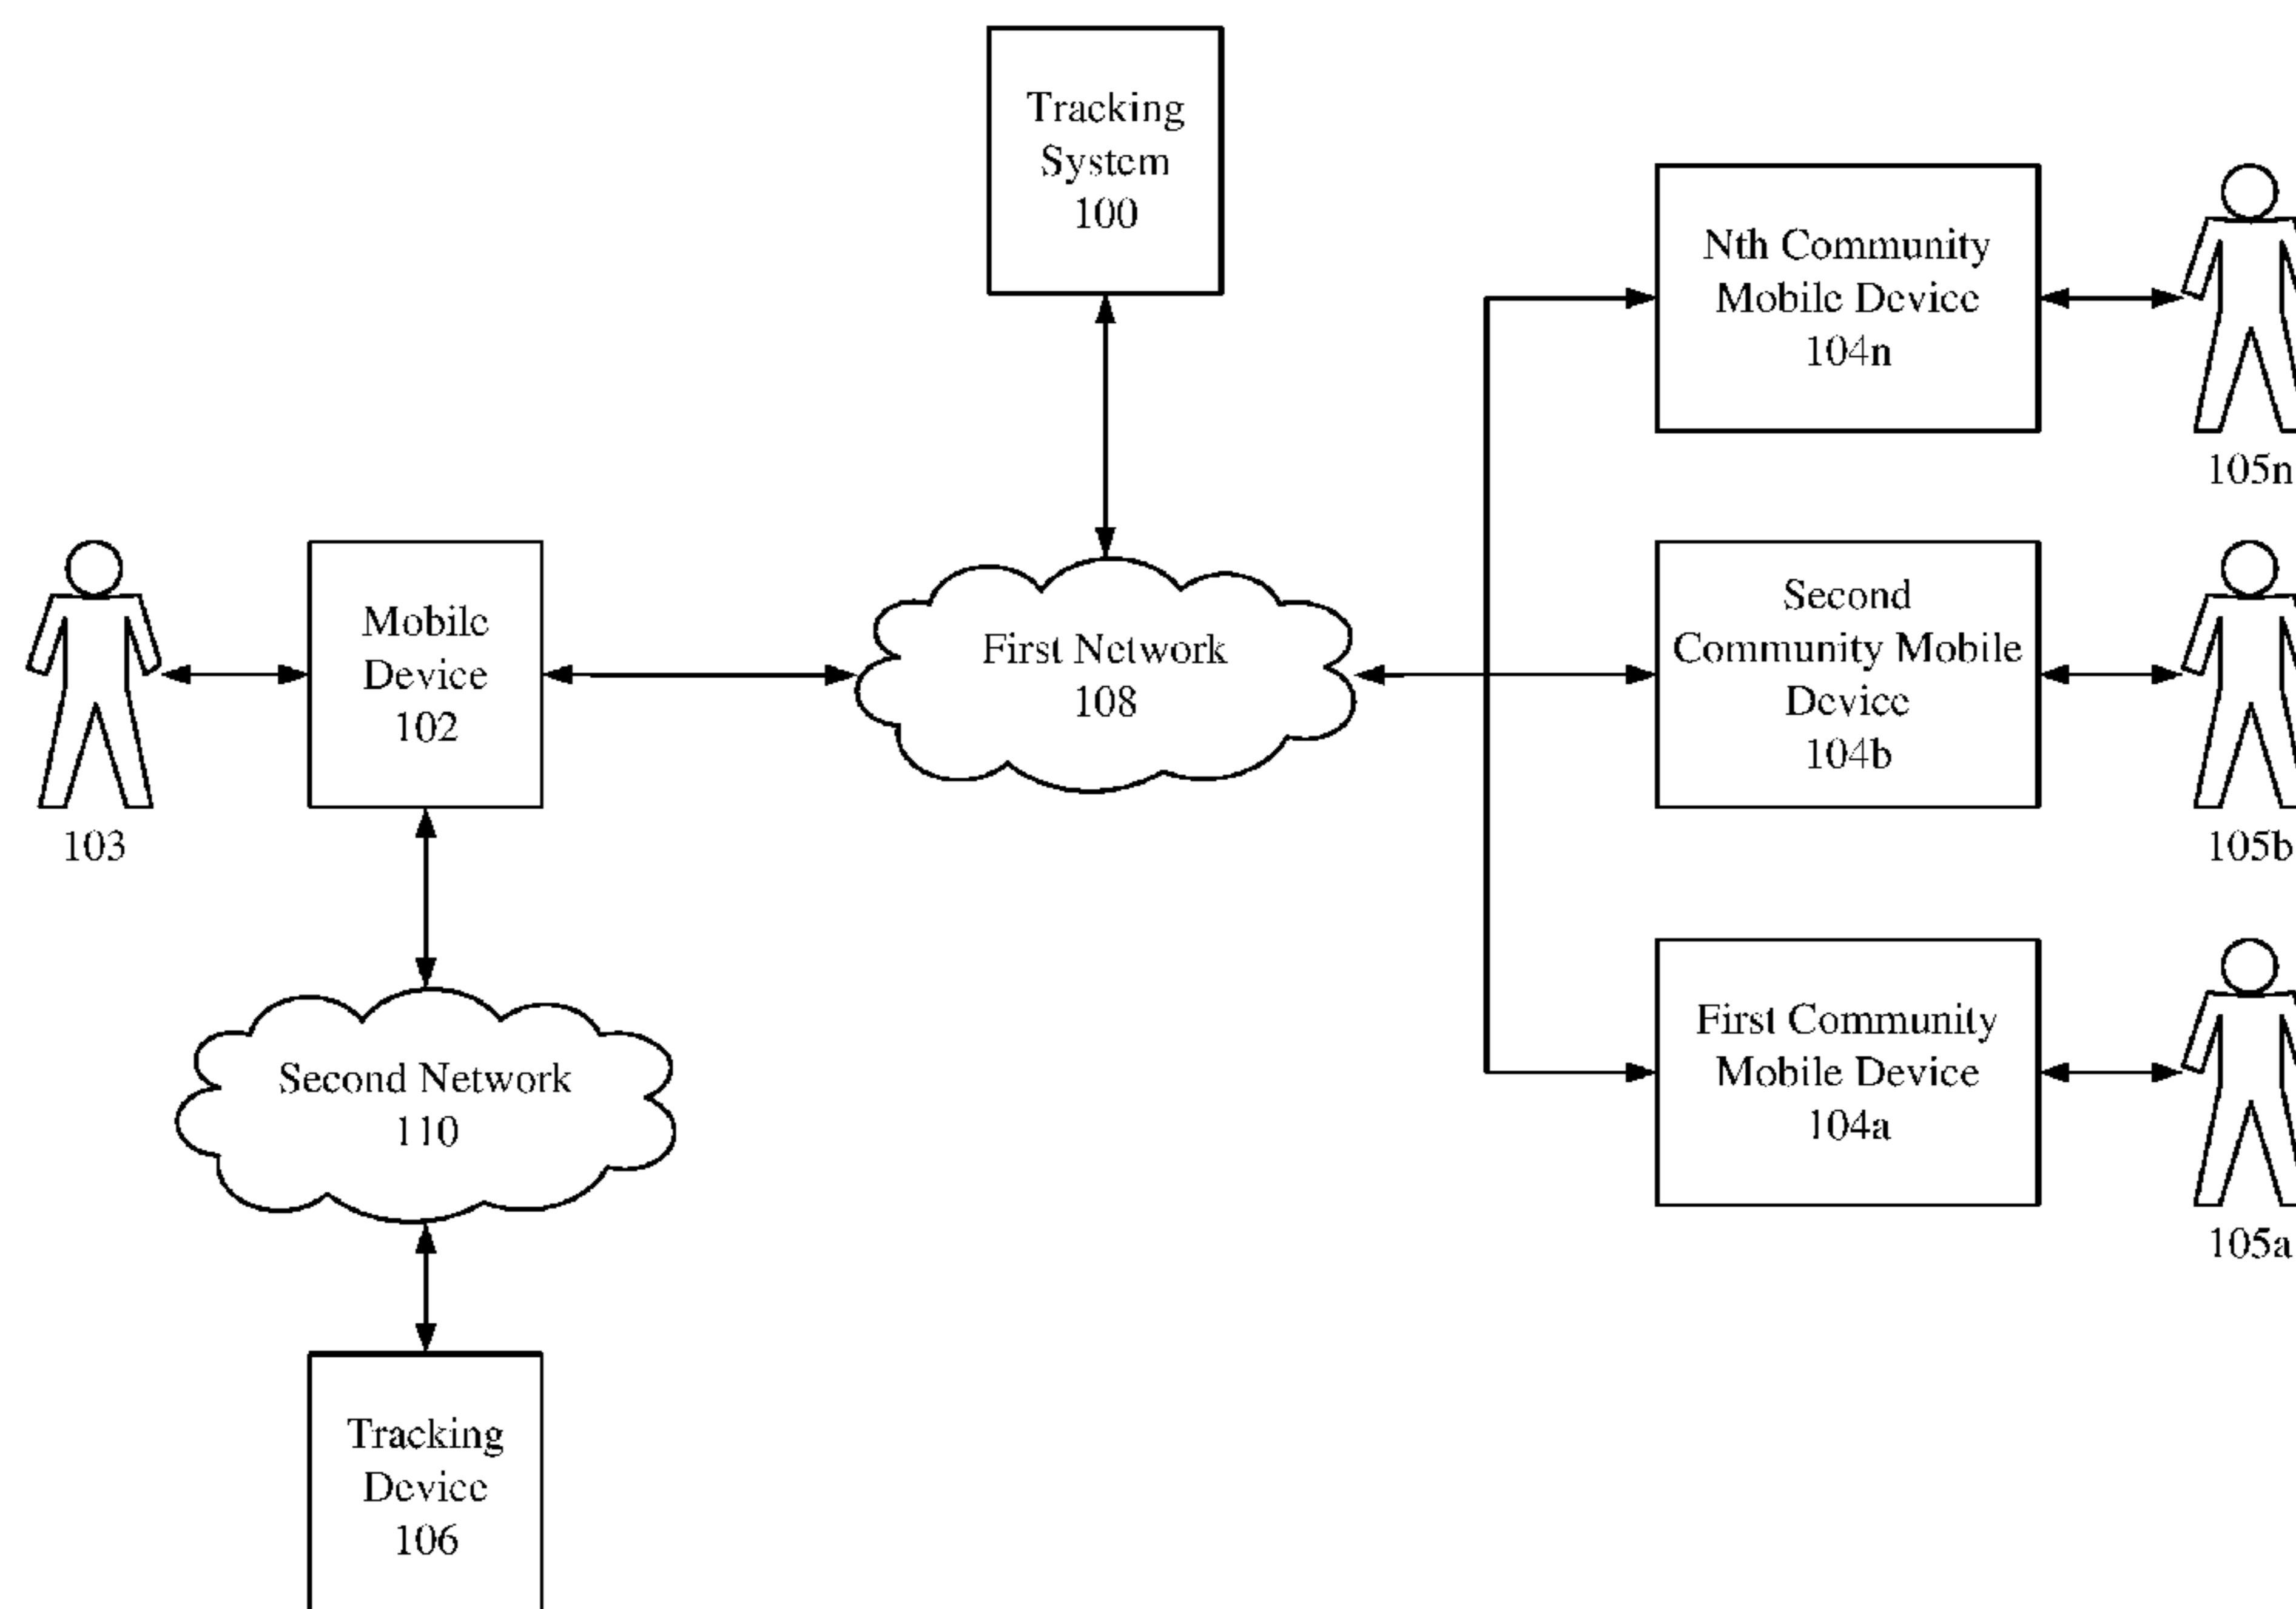 Tracking
System
100
Nth Community
Mobile Device
104n
105n
Mobile
Device
102
103
First Network
108
Second
Community Mobile
Device
104b
105b
Second Network
110
First Community
Mobile Device
104a
105a
Tracking
Device
106